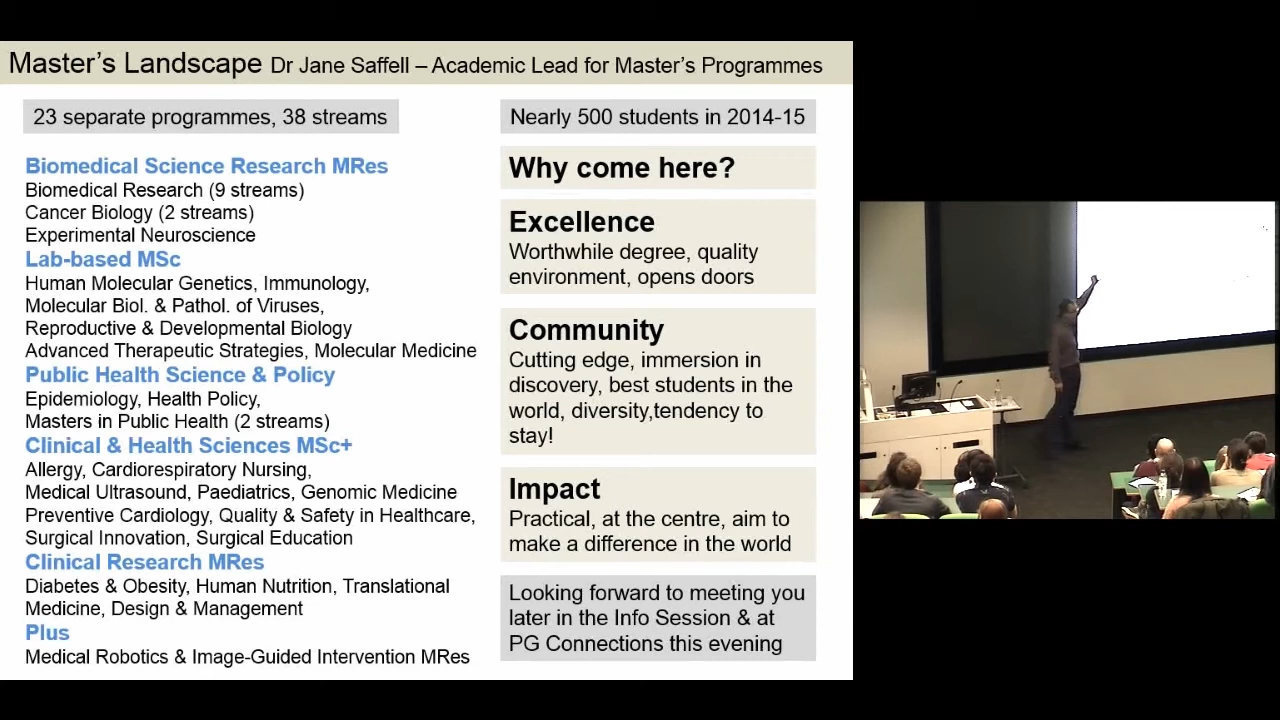 Master's Landscape Dr Jane Saffell – Academic Lead for Master's Programmes
23 separate programmes, 38 streams
Biomedical Science Research MRes
Biomedical Research (9 streams)
Cancer Biology (2 streams)
Experimental Neuroscience
Lab-based MSc
Human Molecular Genetics, Immunology,
Molecular Biol. & Pathol. of Viruses,
Reproductive & Developmental Biology
Advanced Therapeutic Strategies, Molecular Medicine
Public Health Science & Policy
Epidemiology, Health Policy,
Masters in Public Health (2 streams)
Clinical & Health Sciences MSc+
Allergy, Cardiorespiratory Nursing,
Medical Ultrasound, Paediatrics, Genomic Medicine
Preventive Cardiology, Quality & Safety in Healthcare,
Surgical Innovation, Surgical Education
Clinical Research MRes
Diabetes & Obesity, Human Nutrition, Translational
Medicine, Design & Management
Plus
Medical Robotics & Image-Guided Intervention MRes
Nearly 500 students in 2014-15
Why come here?
Excellence
Worthwhile degree, quality
environment, opens doors
Community
Cutting edge, immersion in
discovery, best students in the
world, diversity,tendency to
stay!
Impact
Practical, at the centre, aim to
make a difference in the world
Looking forward to meeting you
later in the Info Session & at
PG Connections this evening